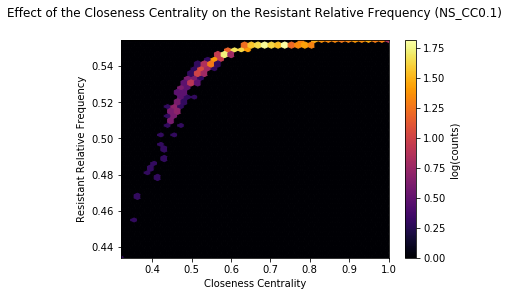 Effect of the Closeness Centrality on the Resistant Relative Frequency (NS_CC0.1)
Resistant Relative Frequency
0.54
0.52
0.50
0.48
0.46
0.44
0.4 0.5 0.6 0.7 0.8 0.9 1.0
Closeness Centrality
1.75
1.50
1.25
1.00
0.75
0.50
0.25
0.00
log(counts)